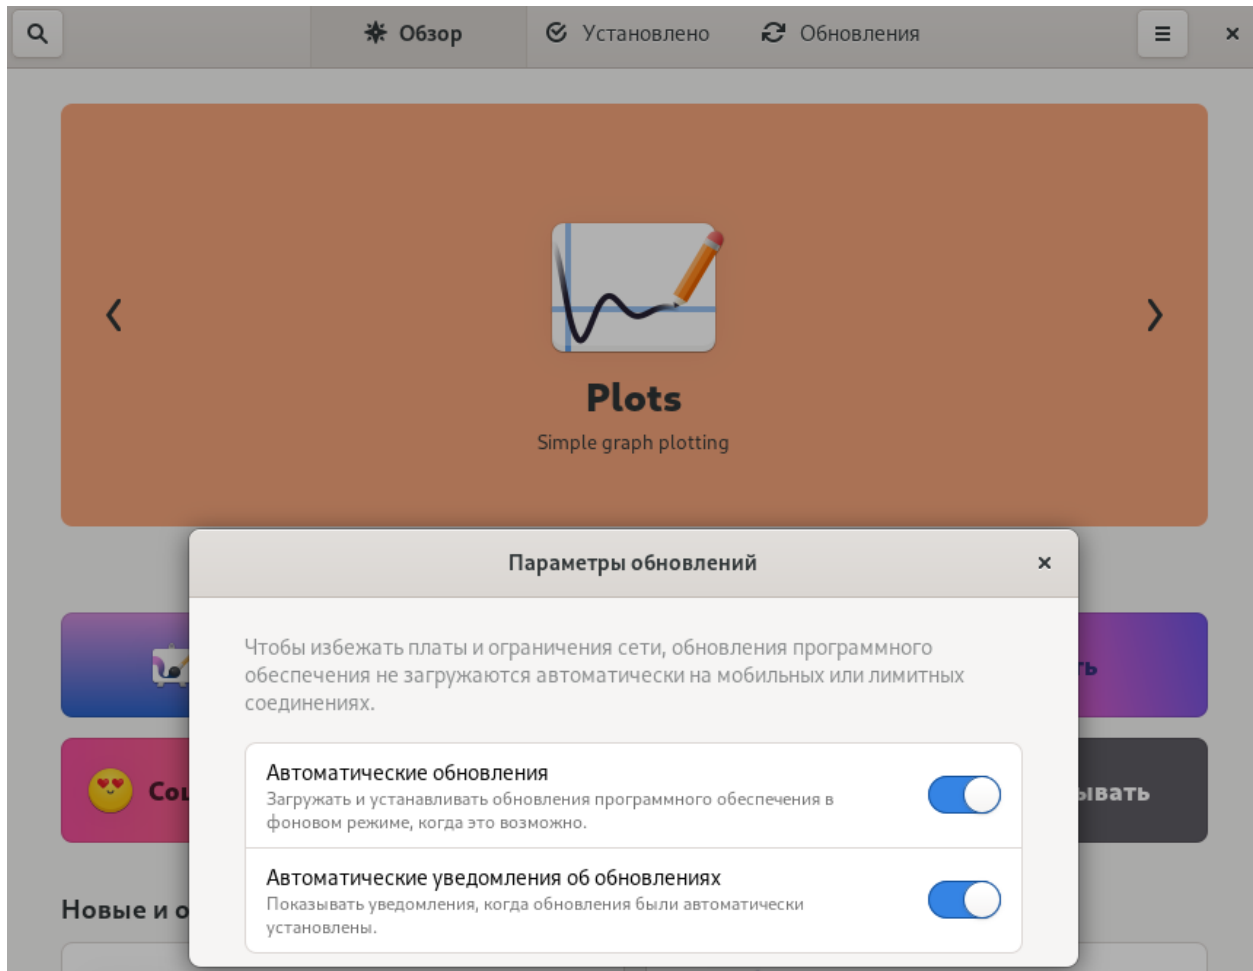 Обзор
Установлено
Обновления
Plots
Simple graph plotting
Параметры обновлений
Чтобы избежать платы и ограничения сети, обновления программного
обеспечения не загружаются автоматически на мобильных или лимитных
соединениях.
Автоматические обновления
Загружать и устанавливать обновления программного обеспечения в
фоновом режиме, когда это возможно.
Автоматические уведомления об обновлениях
Показывать уведомления, когда обновления были автоматически
установлены.
Новые и